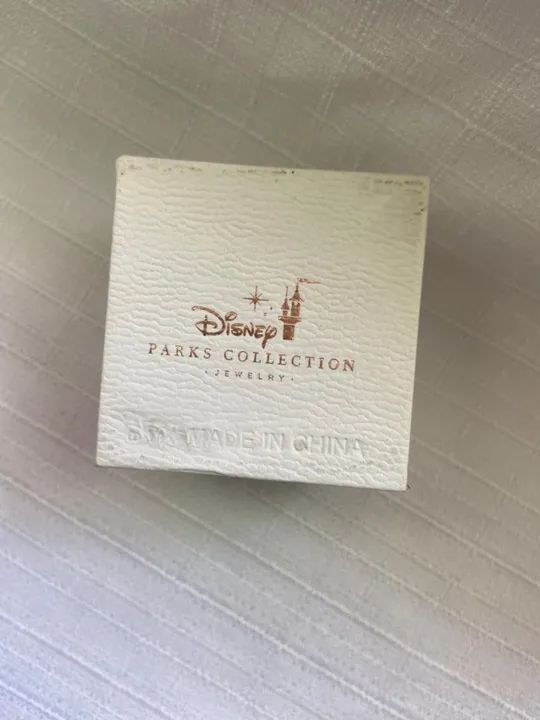 Disney
PARKS COLLECTION
· JEWELRY ·
MADE IN CHINA